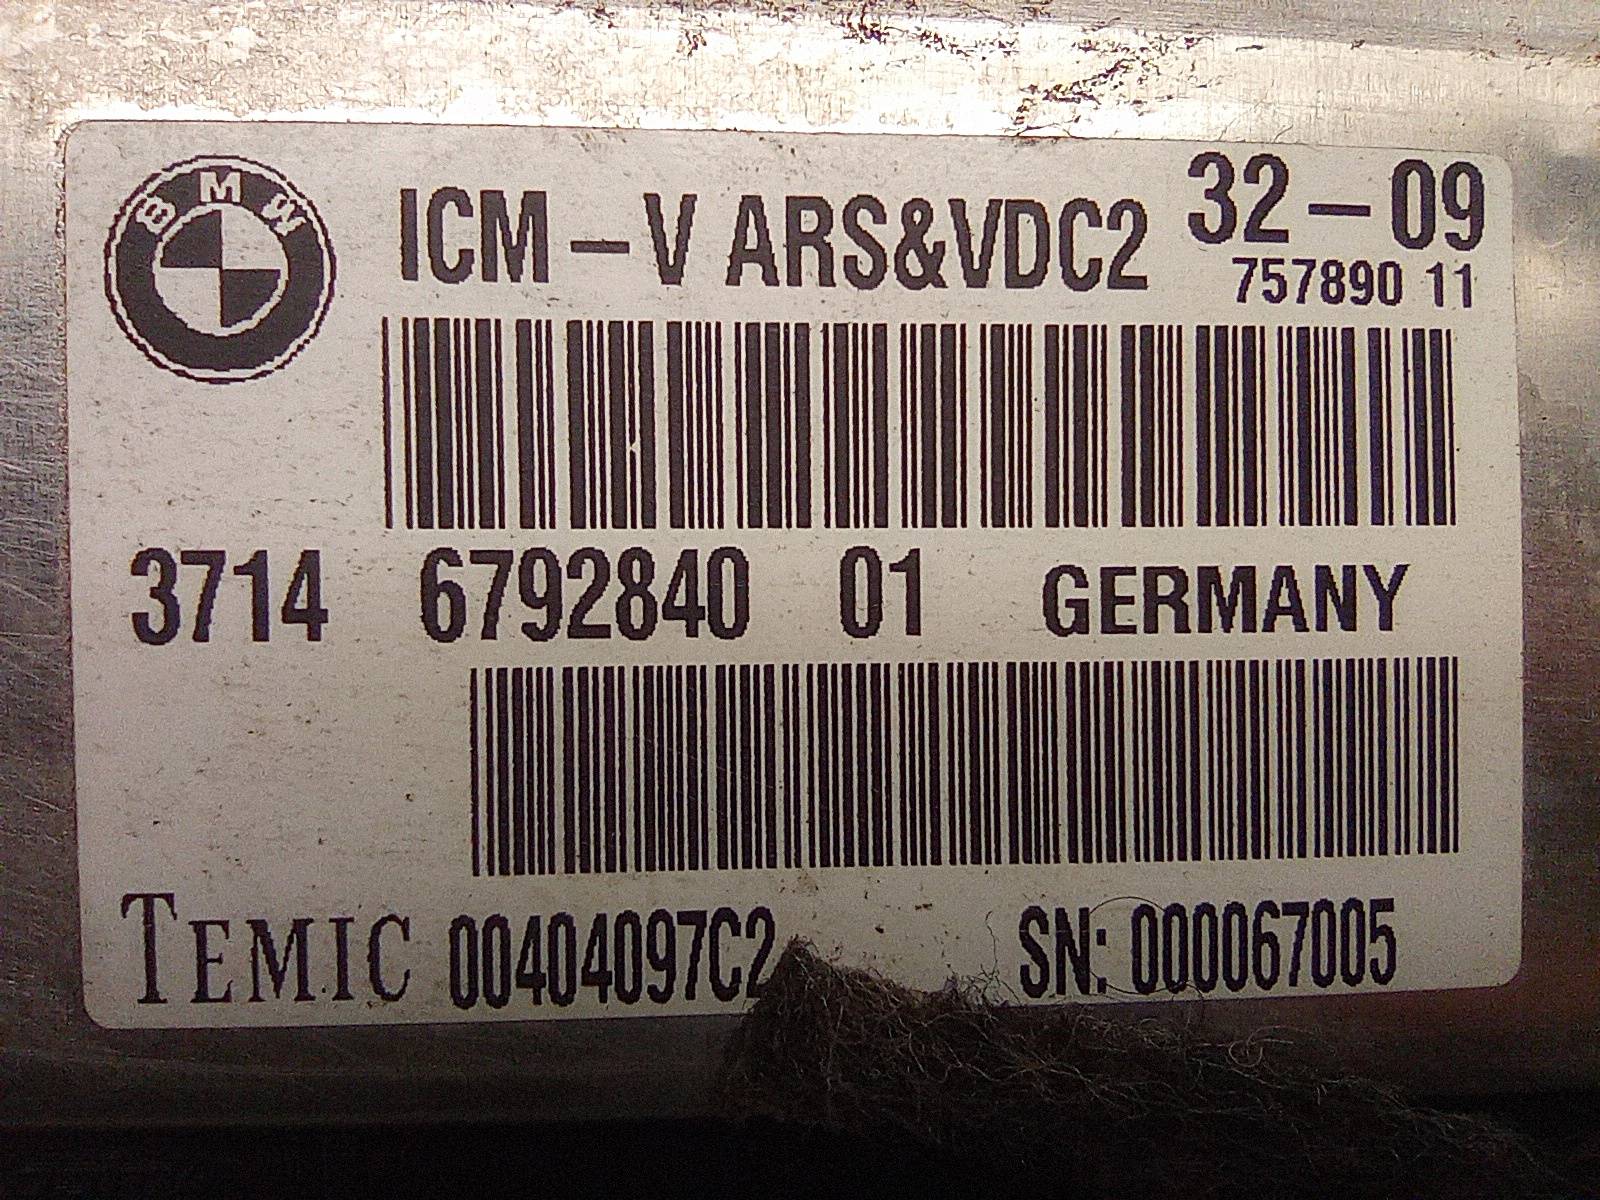 BMW
ICM-V ARS&VDC2 32-09
757890 11
3714 6792840 01 GERMANY
TEMIC 00404097C2 SN: 000067005